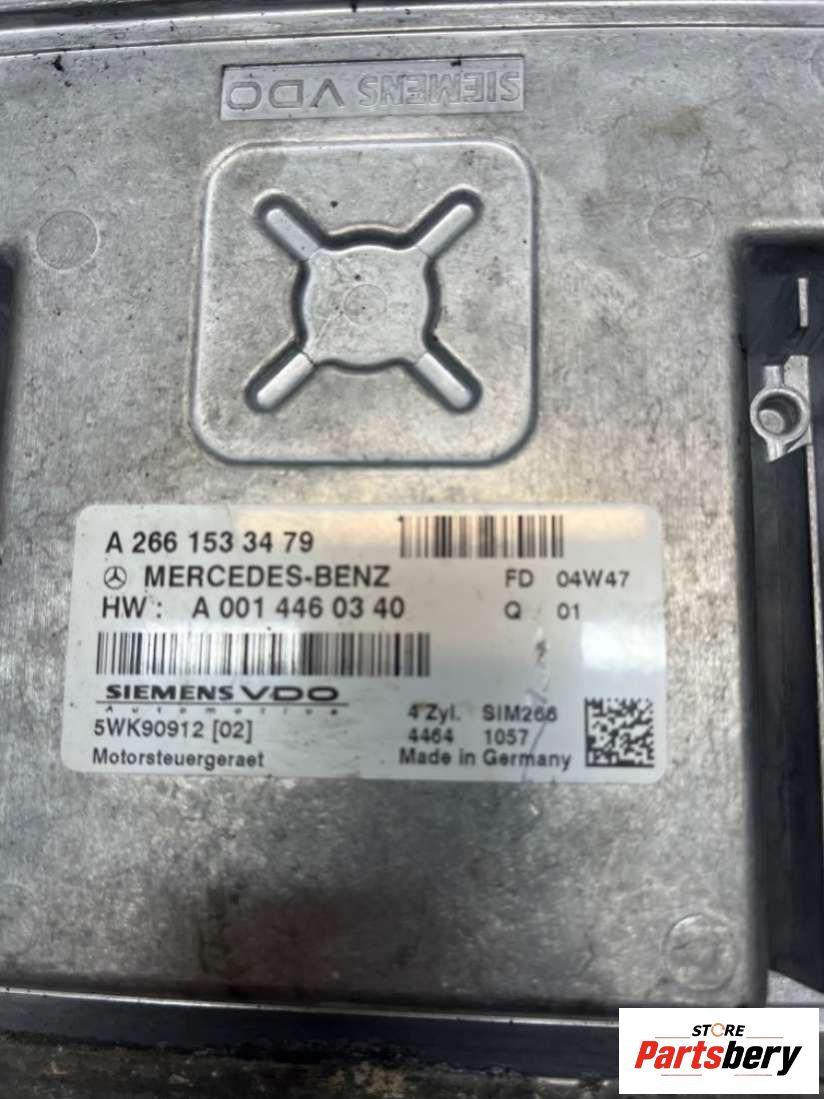 SIEMENS VDO
A 266 153 34 79
MERCEDES-BENZ
FD 04W47
HW : A 001 446 03 40
Q 01
SIEMENS VDO
Automotive
4 Zyl. SIM266
5WK90912 [02]
4464 1057
Motorsteuergeraet
Made in Germany
STORE
Partsbery